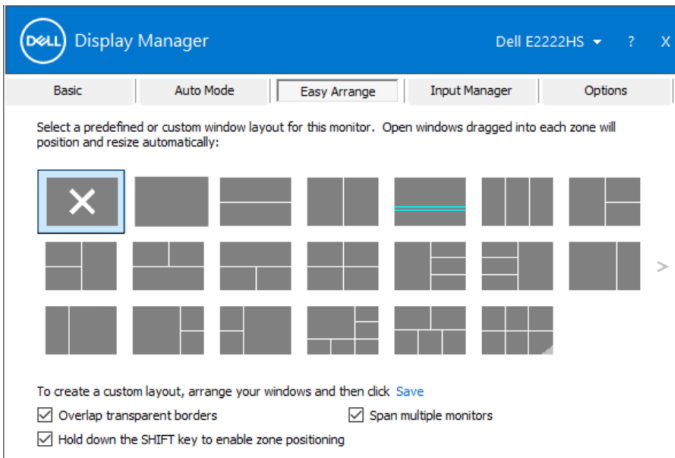 DELL Display Manager Dell E2222HS ? X
Basic Auto Mode Easy Arrange Input Manager Options
Select a predefined or custom window layout for this monitor. Open windows dragged into each zone will
position and resize automatically:
>
To create a custom layout, arrange your windows and then click Save
Overlap transparent borders Span multiple monitors
Hold down the SHIFT key to enable zone positioning